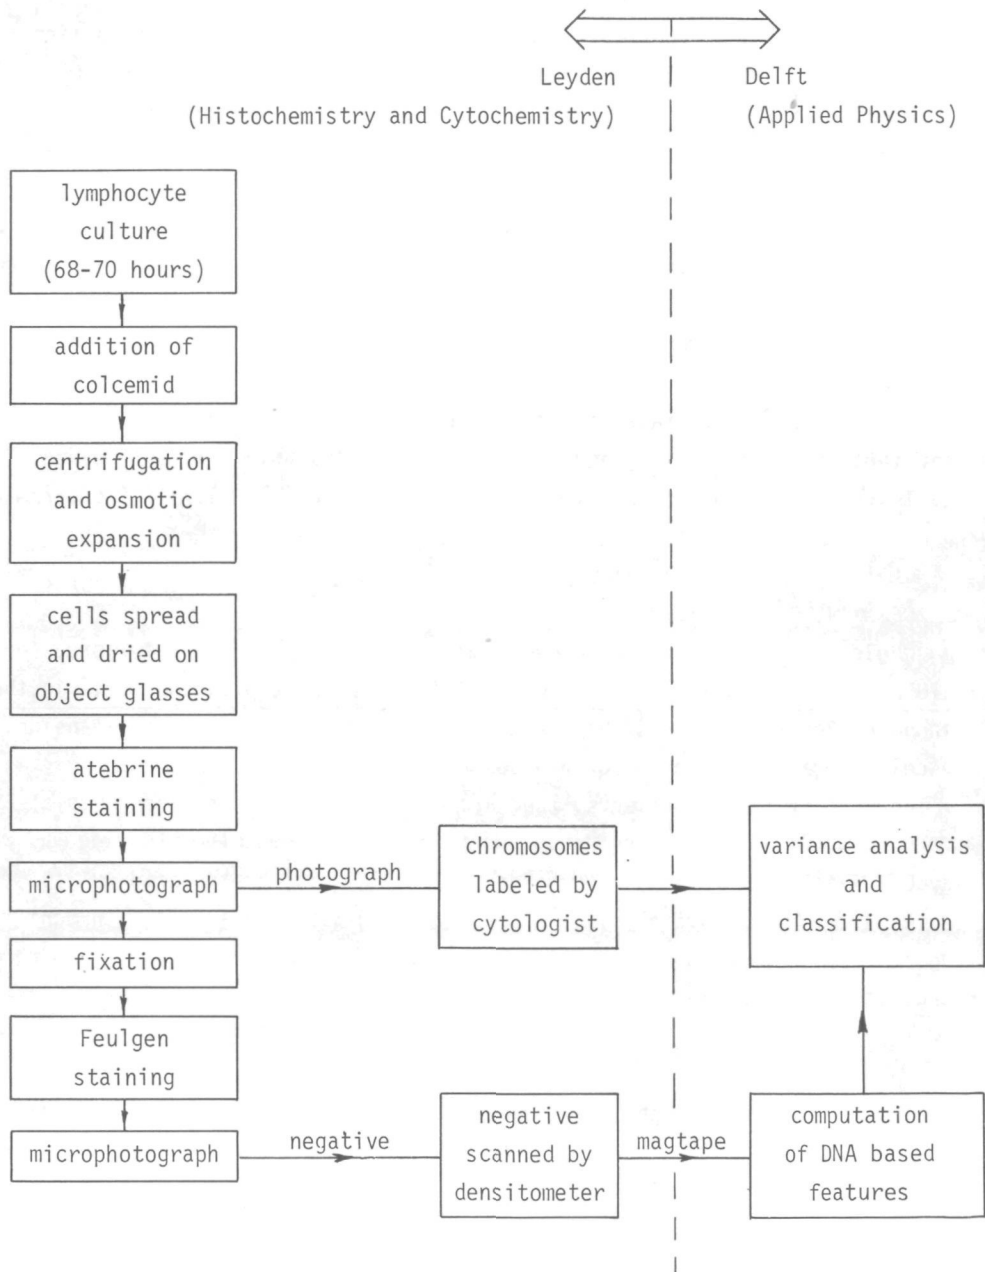 Leyden
(Histochemistry and Cytochemistry)
Delft
(Applied Physics)
lymphocyte
culture
(68-70 hours)
addition of
colcemid
centrifugation
and osmotic
expansion
cells spread
and dried on
object glasses
atebrine
staining
microphotograph
photograph
chromosomes
labeled by
cytologist
variance analysis
and
classification
fixation
Feulgen
staining
microphotograph
negative
negative
scanned by
densitometer
magtape
computation
of DNA based
features